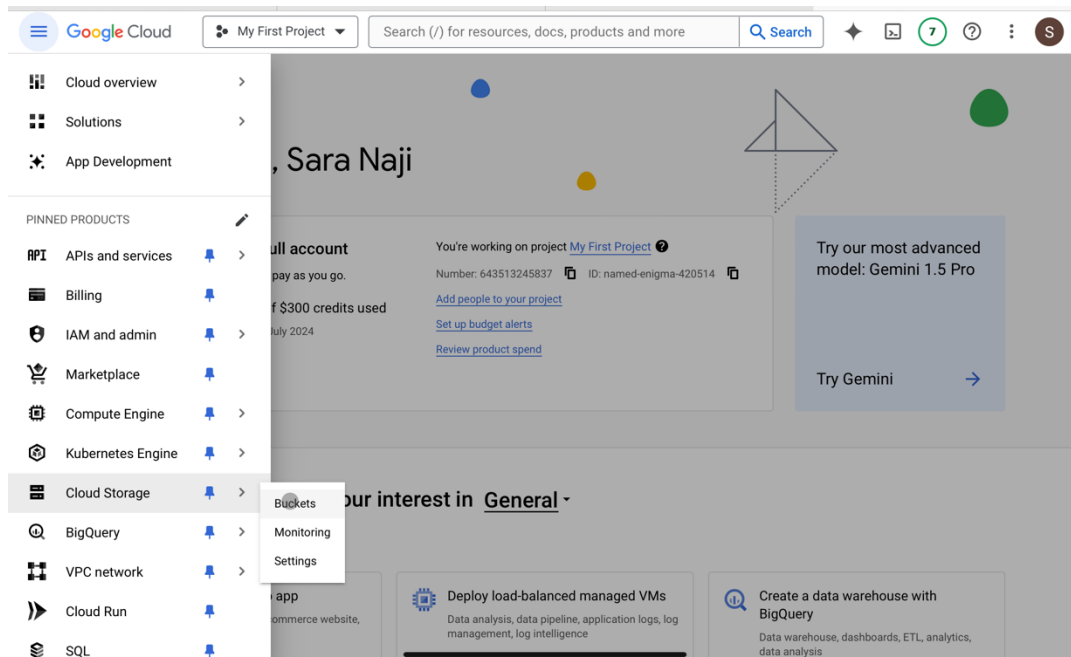 Google Cloud
My First Project
Search (/) for resources, docs, products and more
Search
7
S
Cloud overview
Solutions
App Development
PINNED PRODUCTS
API APIs and services
Billing
IAM and admin
Marketplace
Compute Engine
Kubernetes Engine
Cloud Storage
BigQuery
VPC network
Cloud Run
SQL
Buckets
Monitoring
Settings
, Sara Naji
ull account
pay as you go.
f $300 credits used
July 2024
You're working on project My First Project
Number: 643513245837 ID: named-enigma-420514
Add people to your project
Set up budget alerts
Review product spend
Try our most advanced
model: Gemini 1.5 Pro
Try Gemini
our interest in General
app
commerce website,
Deploy load-balanced managed VMs
Data analysis, data pipeline, application logs, log
management, log intelligence
Create a data warehouse with
BigQuery
Data warehouse, dashboards, ETL, analytics,
data analysis